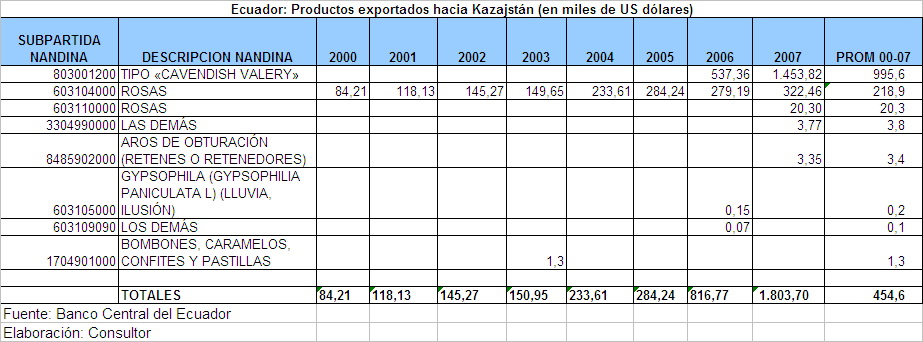 Ecuador: Productos exportados hacia Kazajstán (en miles de US dólares)
SUBPARTIDA
NANDINA DESCRIPCION NANDINA 2000 2001 2002 2003 2004 2005 2006 2007 PROM 00-07
803001200 TIPO «CAVENDISH VALERY» 537,36 1.453,82 995,6
603104000 ROSAS 84,21 118,13 145,27 149,65 233,61 284,24 279,19 322,46 218,9
603110000 ROSAS 20,30 20,3
3304990000 LAS DEMÁS 3,77 3,8
AROS DE OBTURACIÓN
8485902000 (RETENES O RETENEDORES) 3,35 3,4
GYPSOPHILA (GYPSOPHILIA
PANICULATA L) (LLUVIA,
603105000 ILUSIÓN) 0,15 0,2
603109090 LOS DEMÁS 0,07 0,1
BOMBONES, CARAMELOS,
1704901000 CONFITES Y PASTILLAS 1,3 1,3
TOTALES 84,21 118,13 145,27 150,95 233,61 284,24 816,77 1.803,70 454,6
Fuente: Banco Central del Ecuador
Elaboración: Consultor